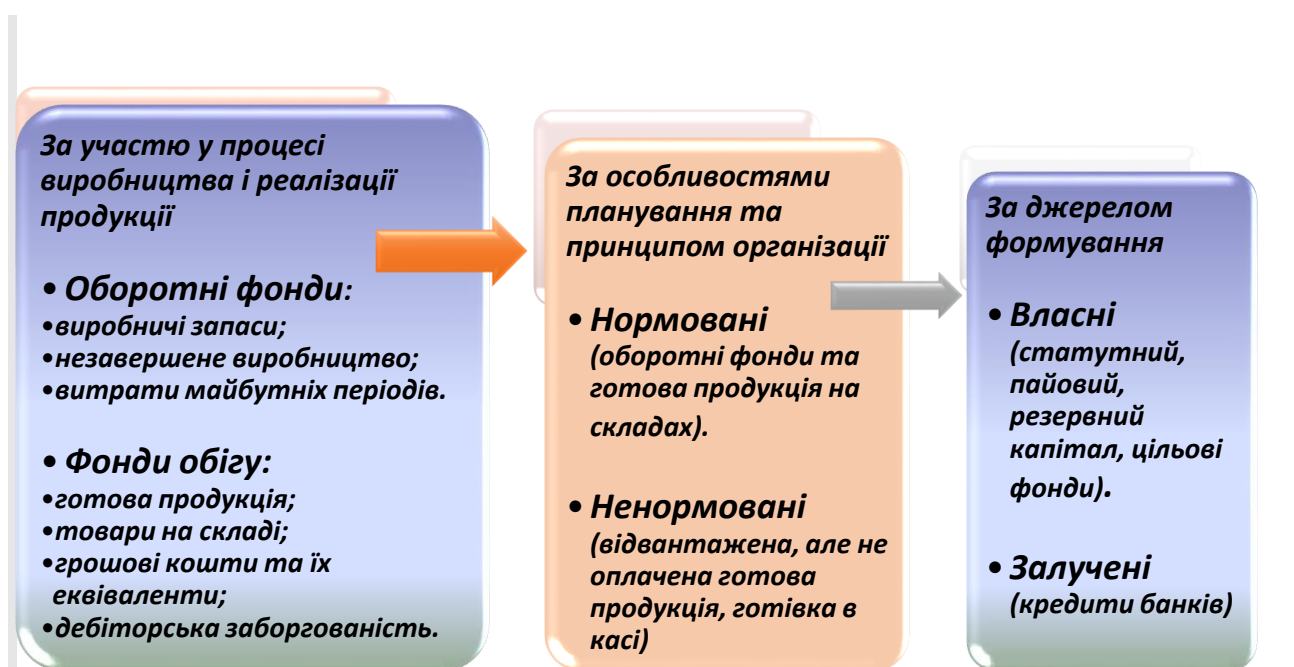 За участю у процесі
виробництва і реалізації
продукції
• Оборотні фонди:
•виробничі запаси;
•незавершене виробництво;
•витрати майбутніх періодів.
• Фонди обігу:
•готова продукція;
•товари на складі;
•грошові кошти та їх
еквіваленти;
•дебіторська заборгованість.
За особливостями
планування та
принципом організації
• Нормовані
(оборотні фонди та
готова продукція на
складах).
• Ненормовані
(відвантажена, але не
оплачена готова
продукція, готівка в
касі)
За джерелом
формування
• Власні
(статутний,
пайовий,
резервний
капітал, цільові
фонди).
• Залучені
(кредити банків)